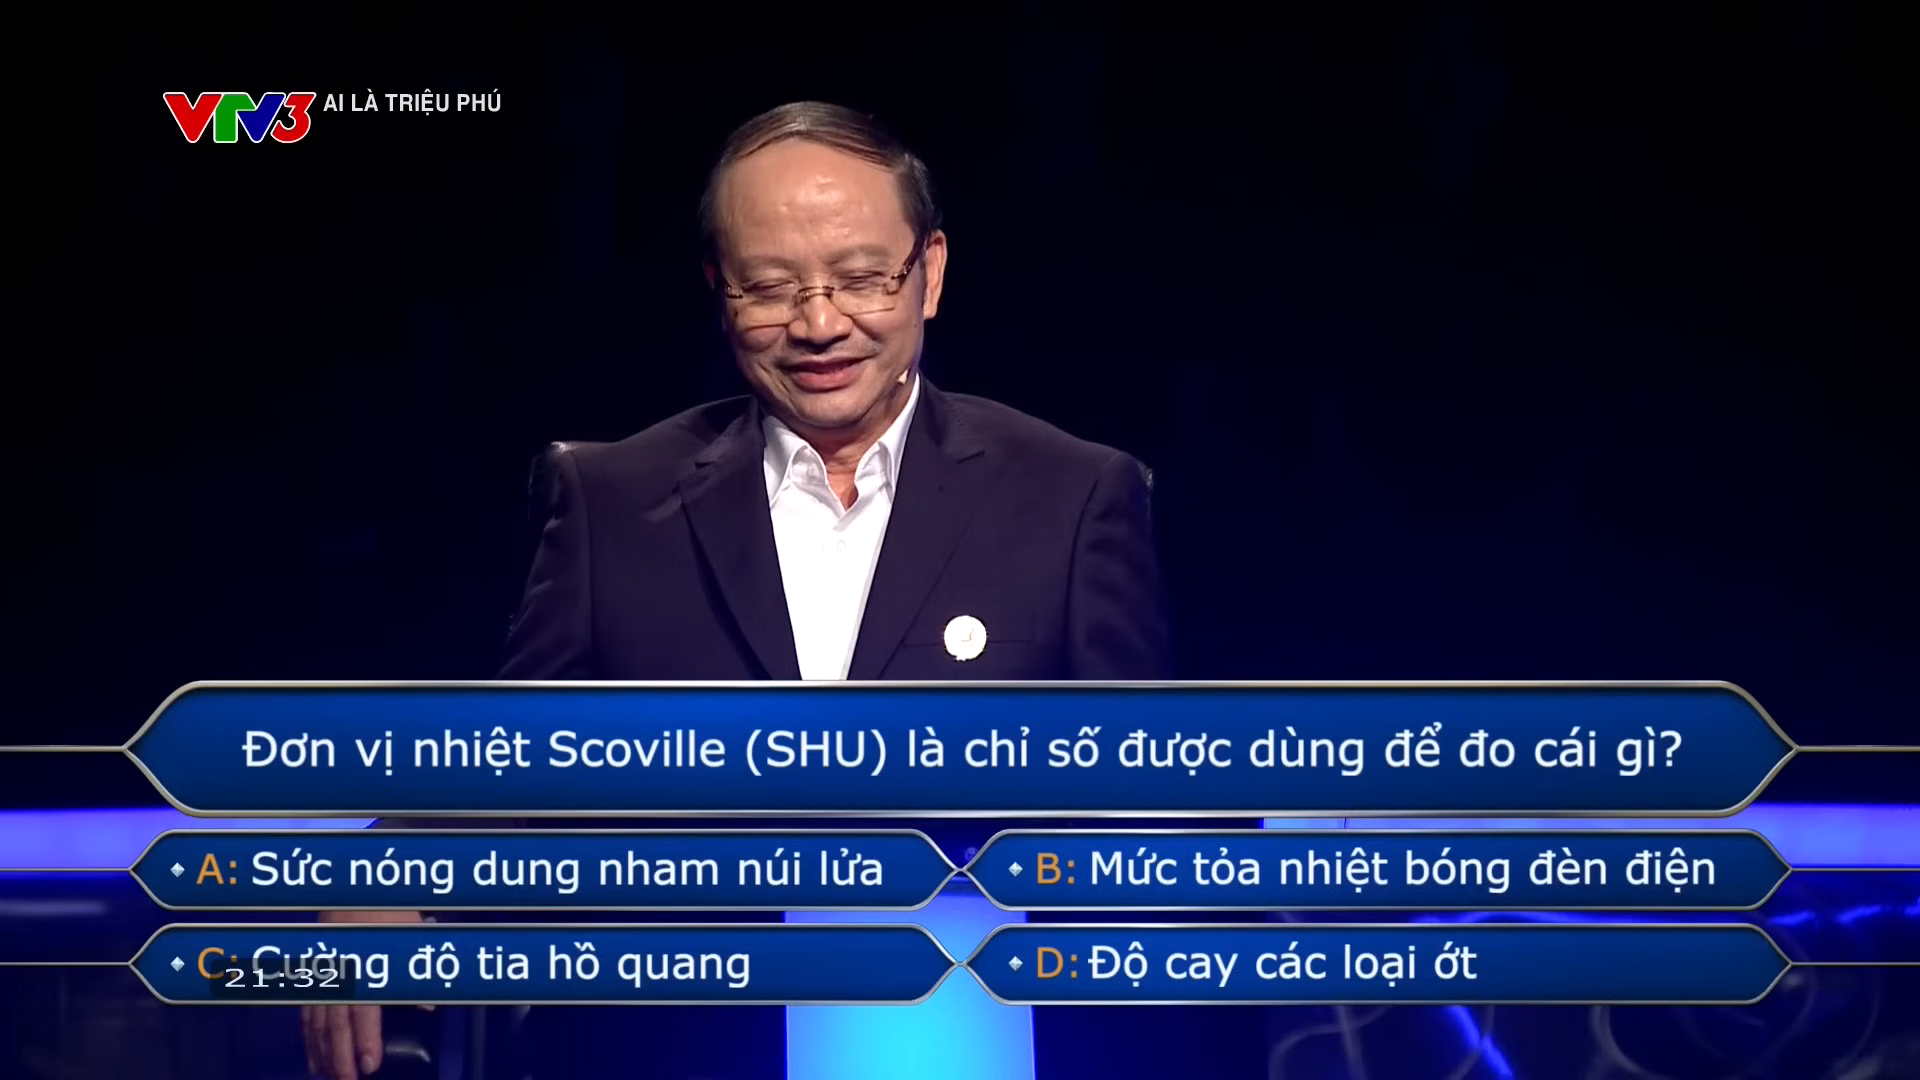 VTV3 AI LÀ TRIỆU PHÚ
Đơn vị nhiệt Scoville (SHU) là chỉ số được dùng để đo cái gì?
A: Sức nóng dung nham núi lửa
B: Mức tỏa nhiệt bóng đèn điện
C: Cường độ tia hồ quang
D: Độ cay các loại ớt
21:32